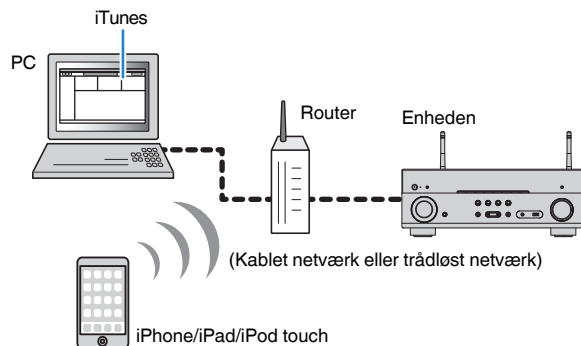 iTunes
PC
Router
Enheden
(Kablet netværk eller trådløst netværk)
iPhone/iPad/iPod touch